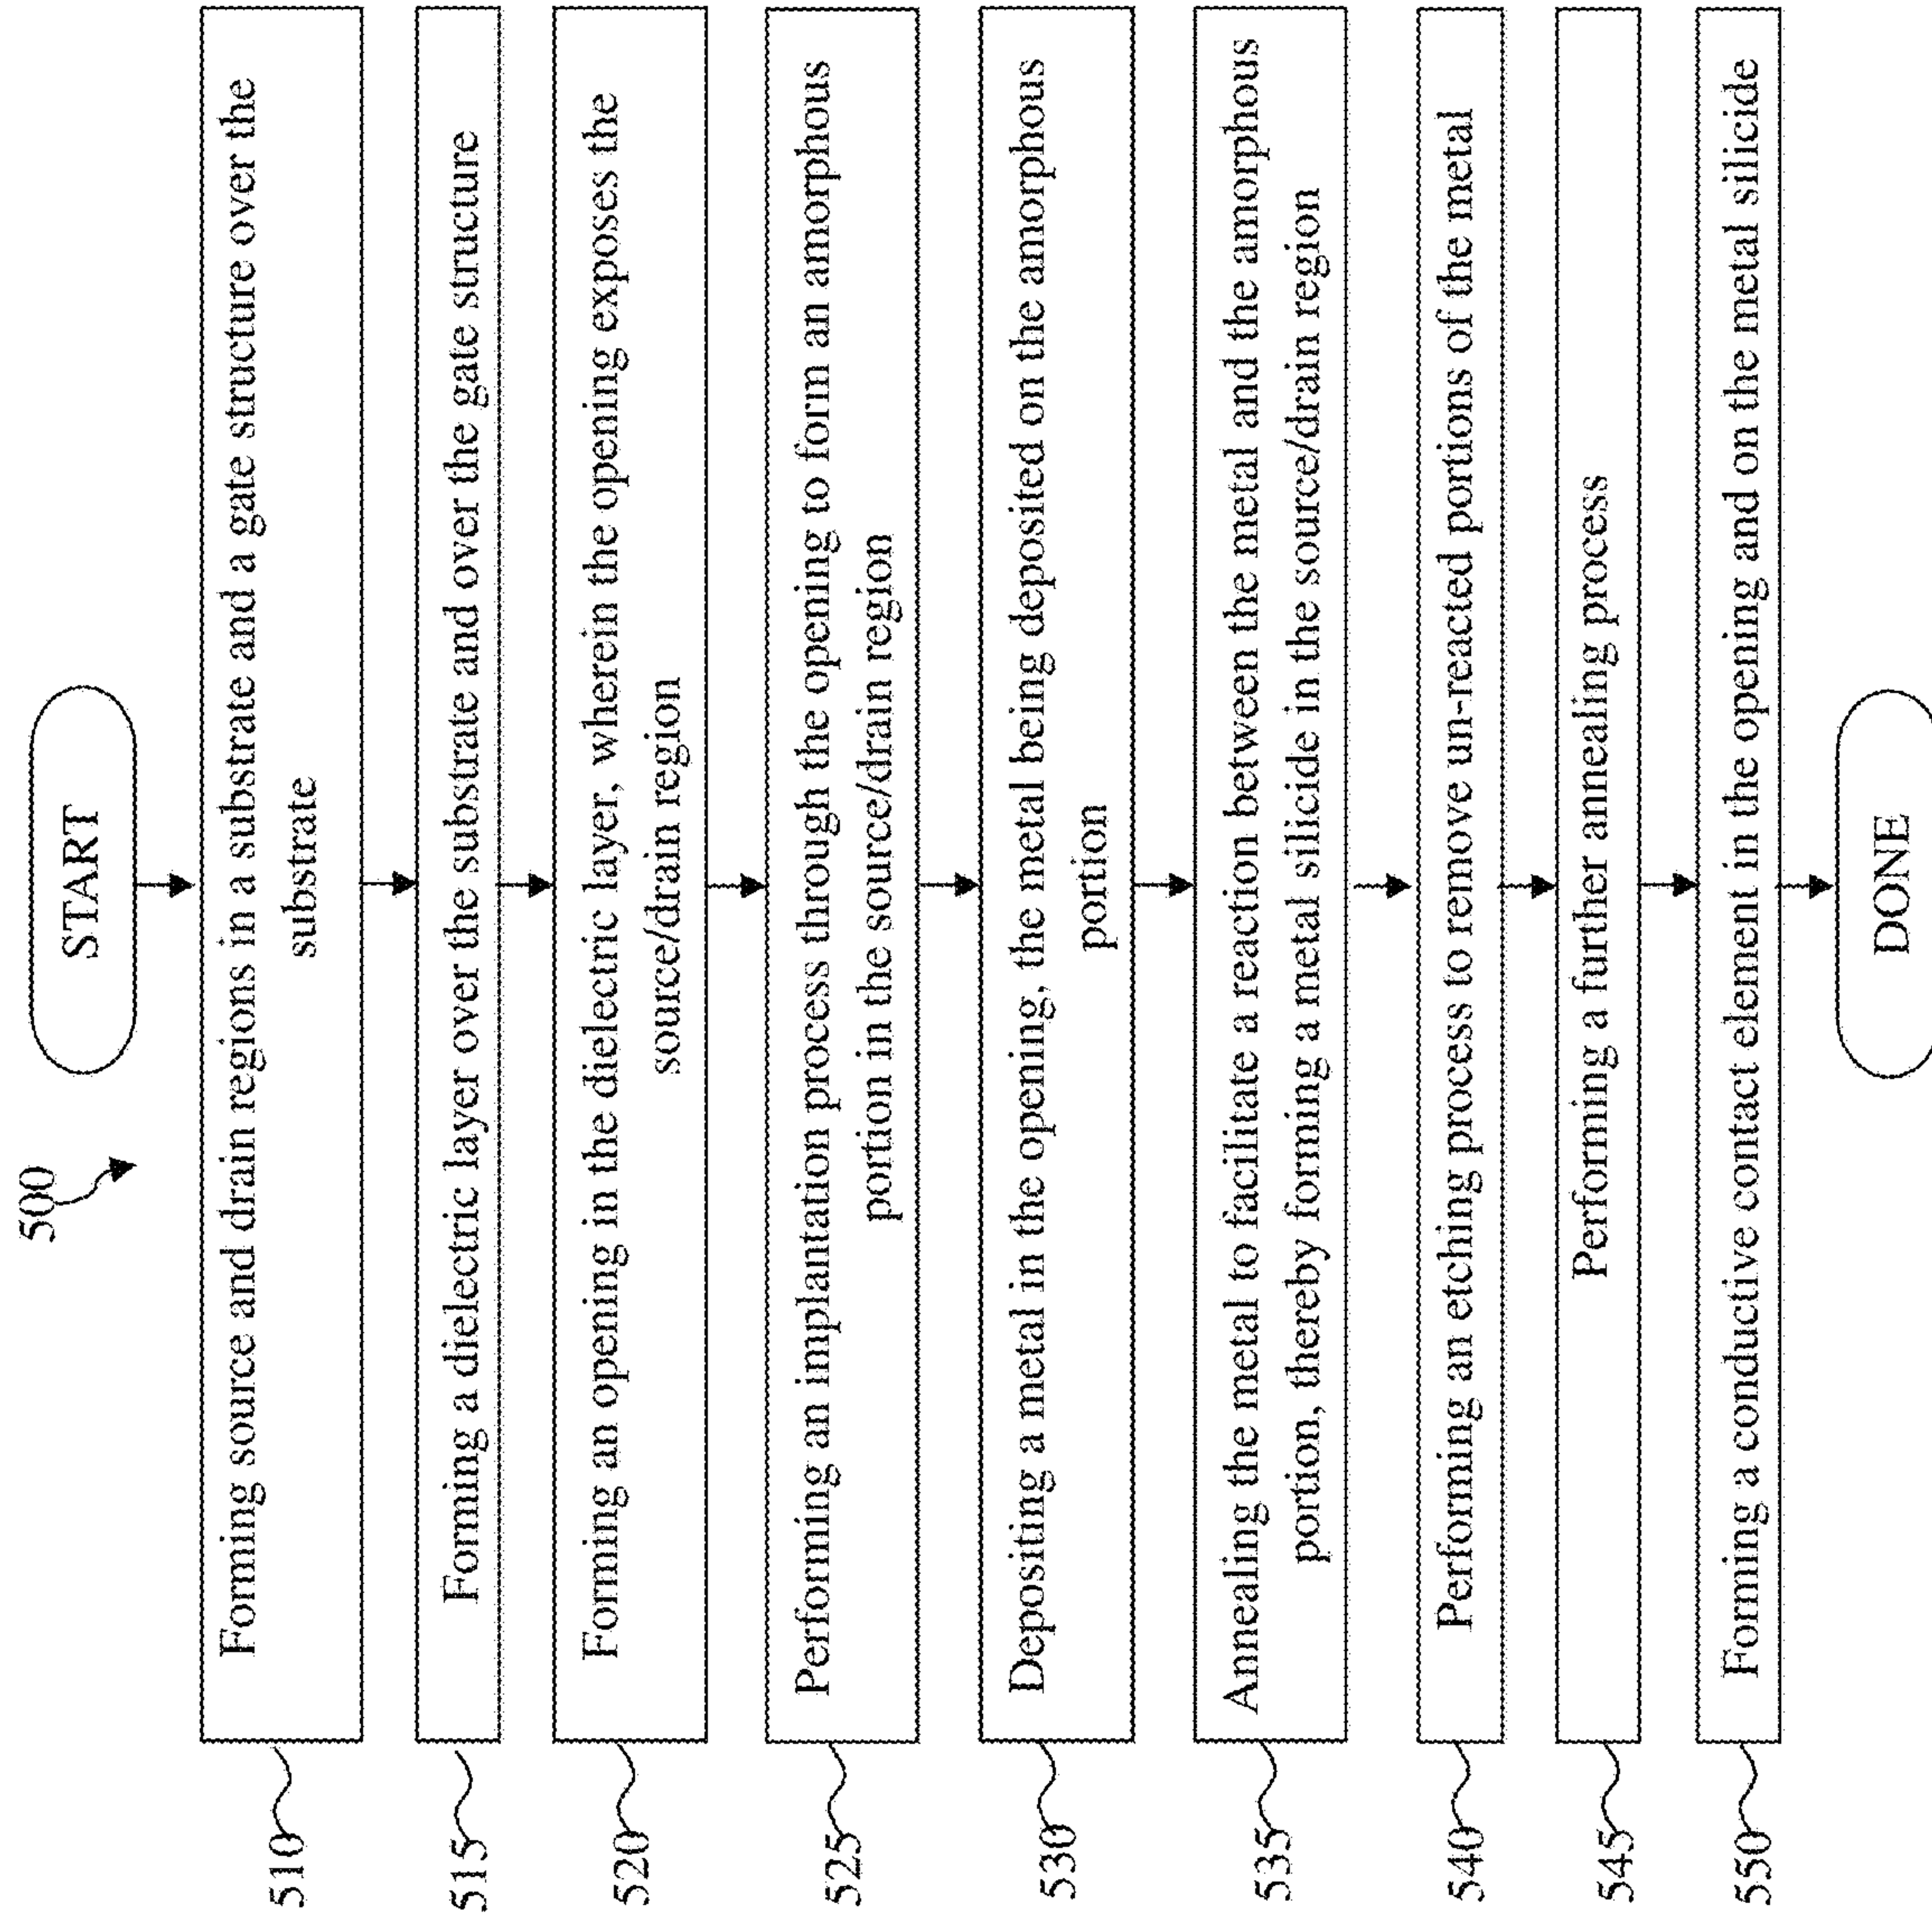 500
START
510
Forming source and drain regions in a substrate and a gate structure over the
substrate
515
Forming a dielectric layer over the substrate and over the gate structure
520
Forming an opening in the dielectric layer, wherein the opening exposes the
source/drain region
525
Performing an implantation process through the opening to form an amorphous
portion in the source/drain region
530
Depositing a metal in the opening, the metal being deposited on the amorphous
portion
535
Annealing the metal to facilitate a reaction between the metal and the amorphous
portion, thereby forming a metal silicide in the source/drain region
540
Performing an etching process to remove un-reacted portions of the metal
545
Performing a further annealing process
550
Forming a conductive contact element in the opening and on the metal silicide
DONE